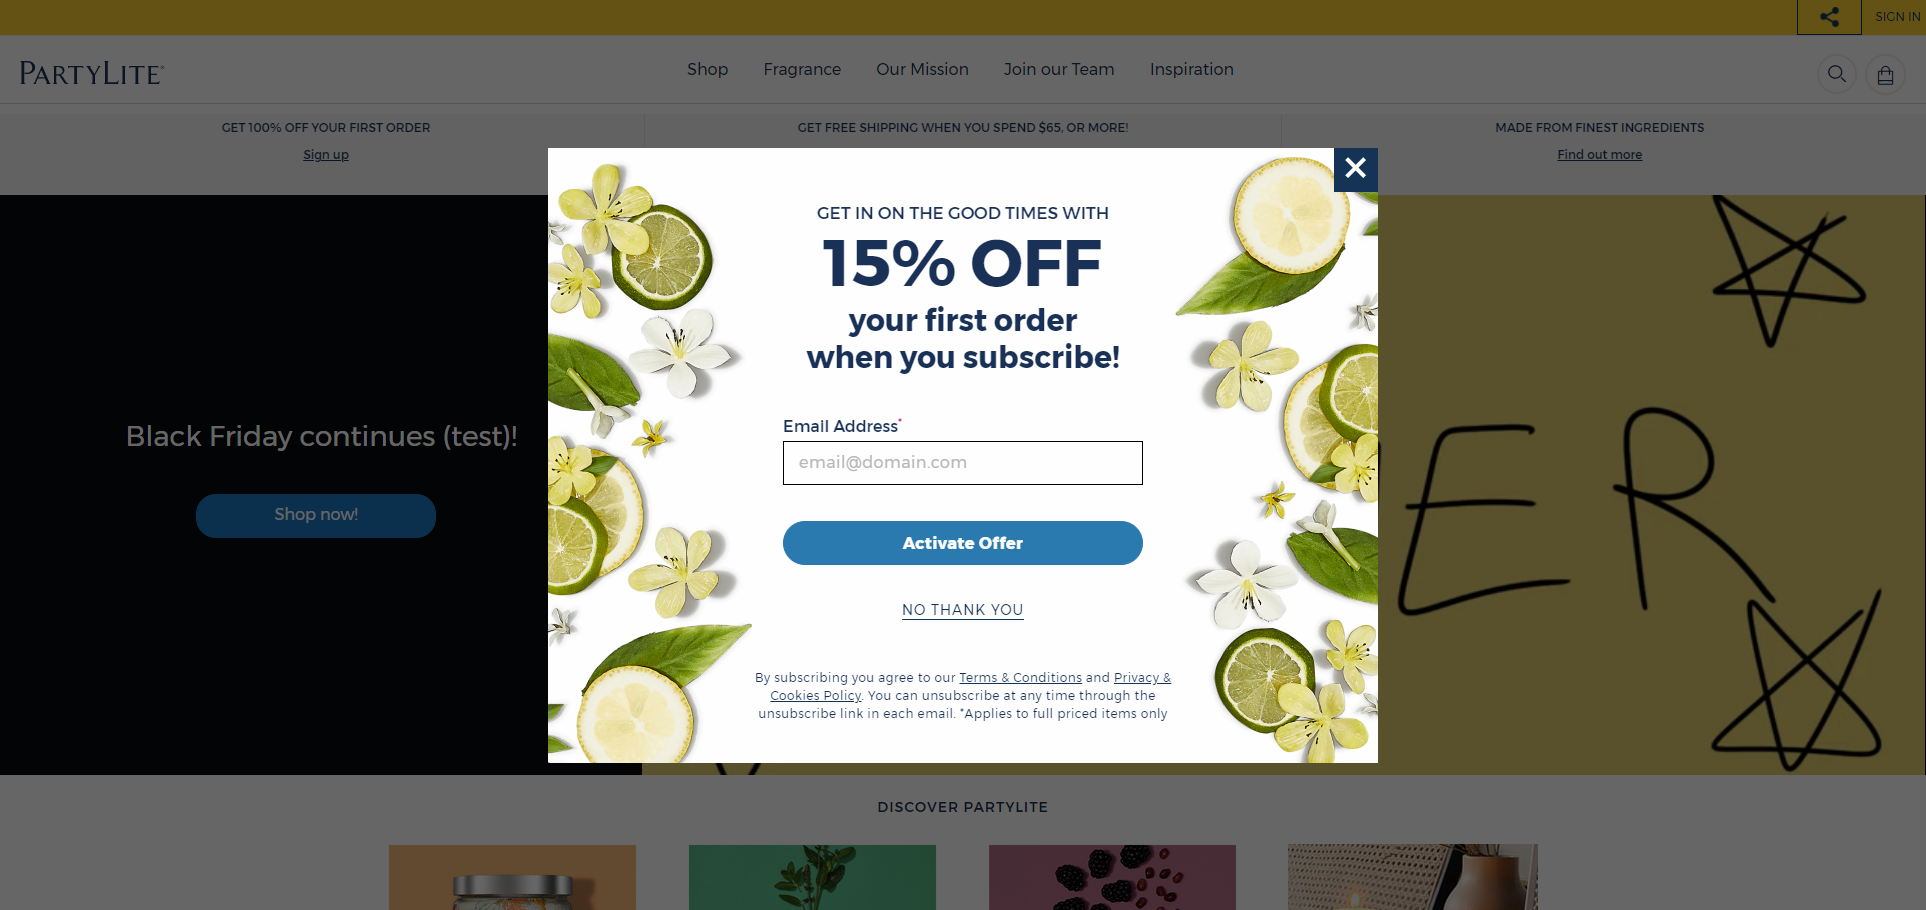 SIGN IN
PARTYLITE
Shop
Fragrance
Our Mission
Join our Team
Inspiration
GET 100% OFF YOUR FIRST ORDER
Sign up
GET FREE SHIPPING WHEN YOU SPEND $65, OR MORE!
MADE FROM FINEST INGREDIENTS
Find out more
Black Friday continues (test)!
Shop now!
ER
GET IN ON THE GOOD TIMES WITH
15% OFF
your first order
when you subscribe!
Email Address*
email@domain.com
Activate Offer
NO THANK YOU
By subscribing you agree to our Terms & Conditions and Privacy &
Cookies Policy. You can unsubscribe at any time through the
unsubscribe link in each email. *Applies to full priced items only
DISCOVER PARTYLITE